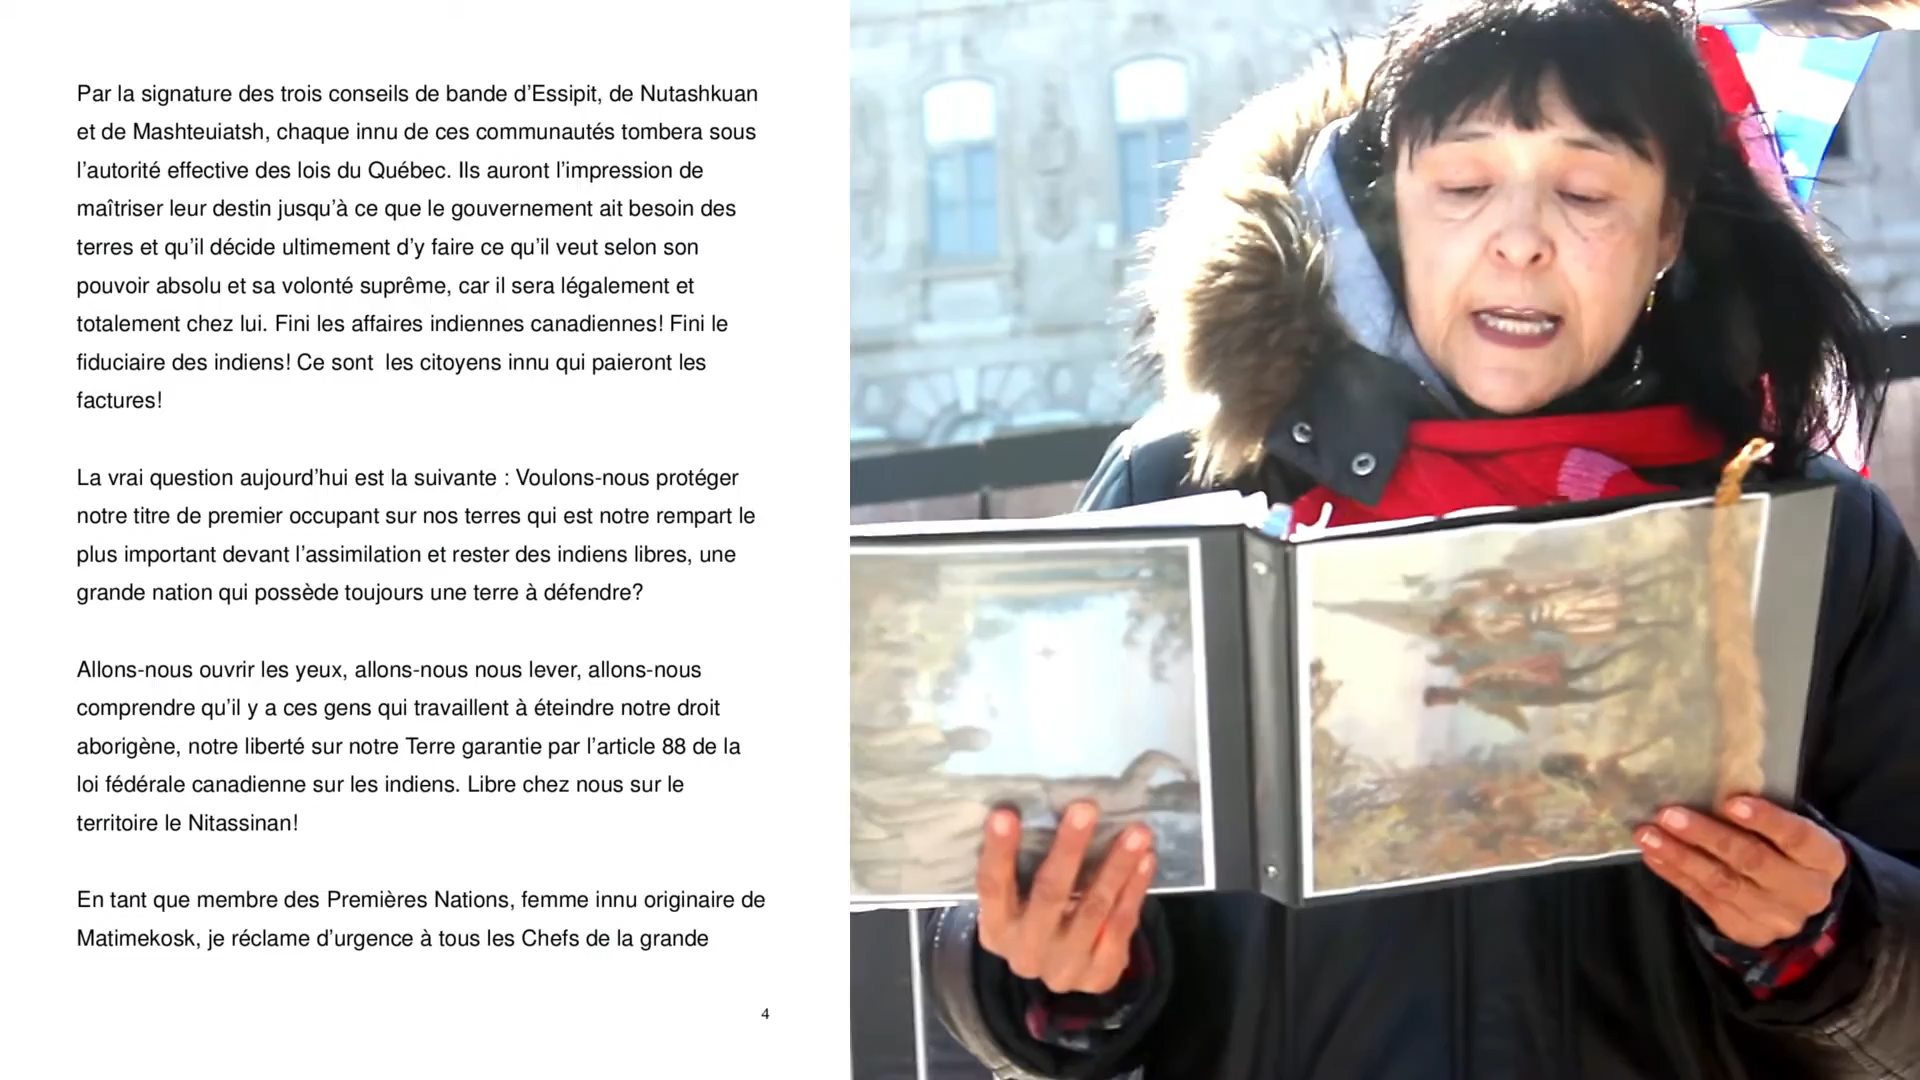 Par la signature des trois conseils de bande d’Essipit, de Nutashkuan
et de Mashteuiatsh, chaque innu de ces communautés tombera sous
l’autorité effective des lois du Québec. Ils auront l’impression de
maîtriser leur destin jusqu’à ce que le gouvernement ait besoin des
terres et qu’il décide ultimement d’y faire ce qu’il veut selon son
pouvoir absolu et sa volonté suprême, car il sera légalement et
totalement chez lui. Fini les affaires indiennes canadiennes! Fini le
fiduciaire des indiens! Ce sont  les citoyens innu qui paieront les
factures!
La vrai question aujourd’hui est la suivante : Voulons-nous protéger
notre titre de premier occupant sur nos terres qui est notre rempart le
plus important devant l’assimilation et rester des indiens libres, une
grande nation qui possède toujours une terre à défendre?
Allons-nous ouvrir les yeux, allons-nous nous lever, allons-nous
comprendre qu’il y a ces gens qui travaillent à éteindre notre droit
aborigène, notre liberté sur notre Terre garantie par l’article 88 de la
loi fédérale canadienne sur les indiens. Libre chez nous sur le
territoire le Nitassinan!
En tant que membre des Premières Nations, femme innu originaire de
Matimekosk, je réclame d’urgence à tous les Chefs de la grande
4